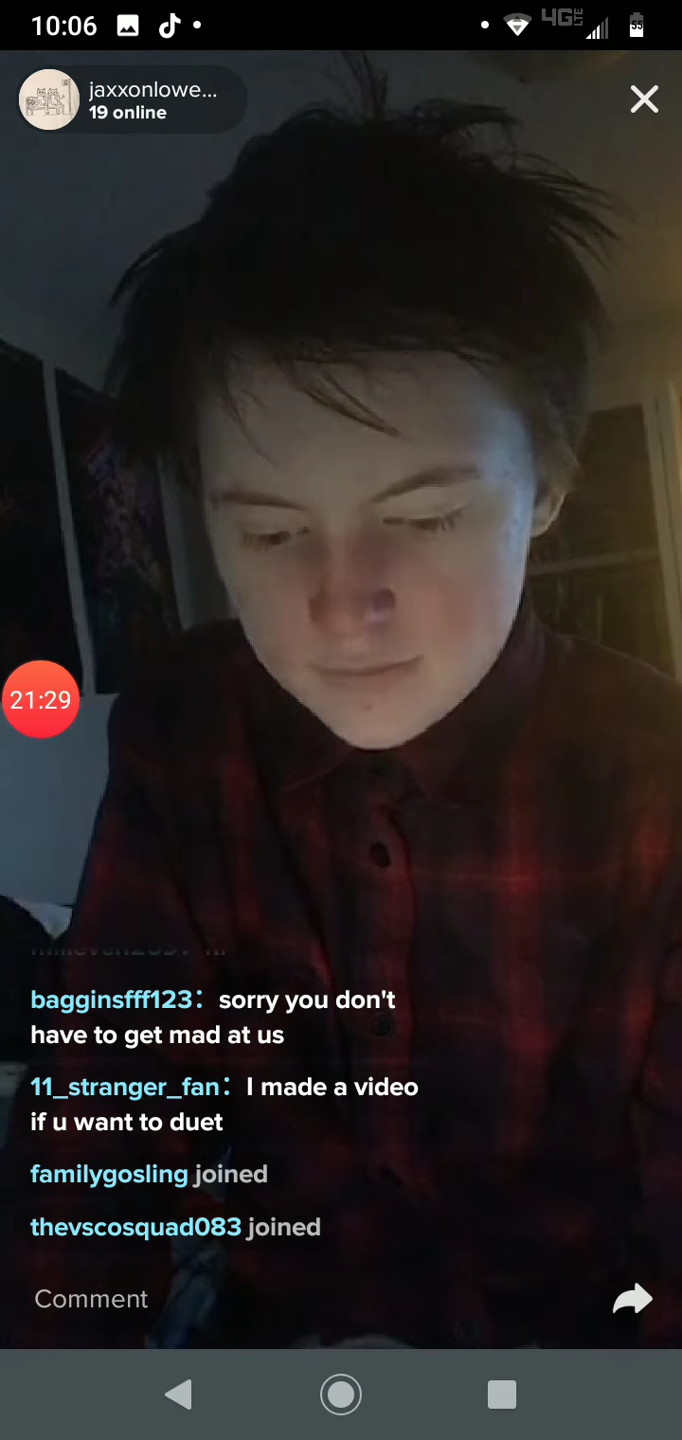 10:06
4G LTE
55
jaxxonlowe...
19 online
21:29
bagginsfff123: sorry you don't
have to get mad at us
11_stranger_fan: I made a video
if u want to duet
familygosling joined
thevscosquad083 joined
Comment